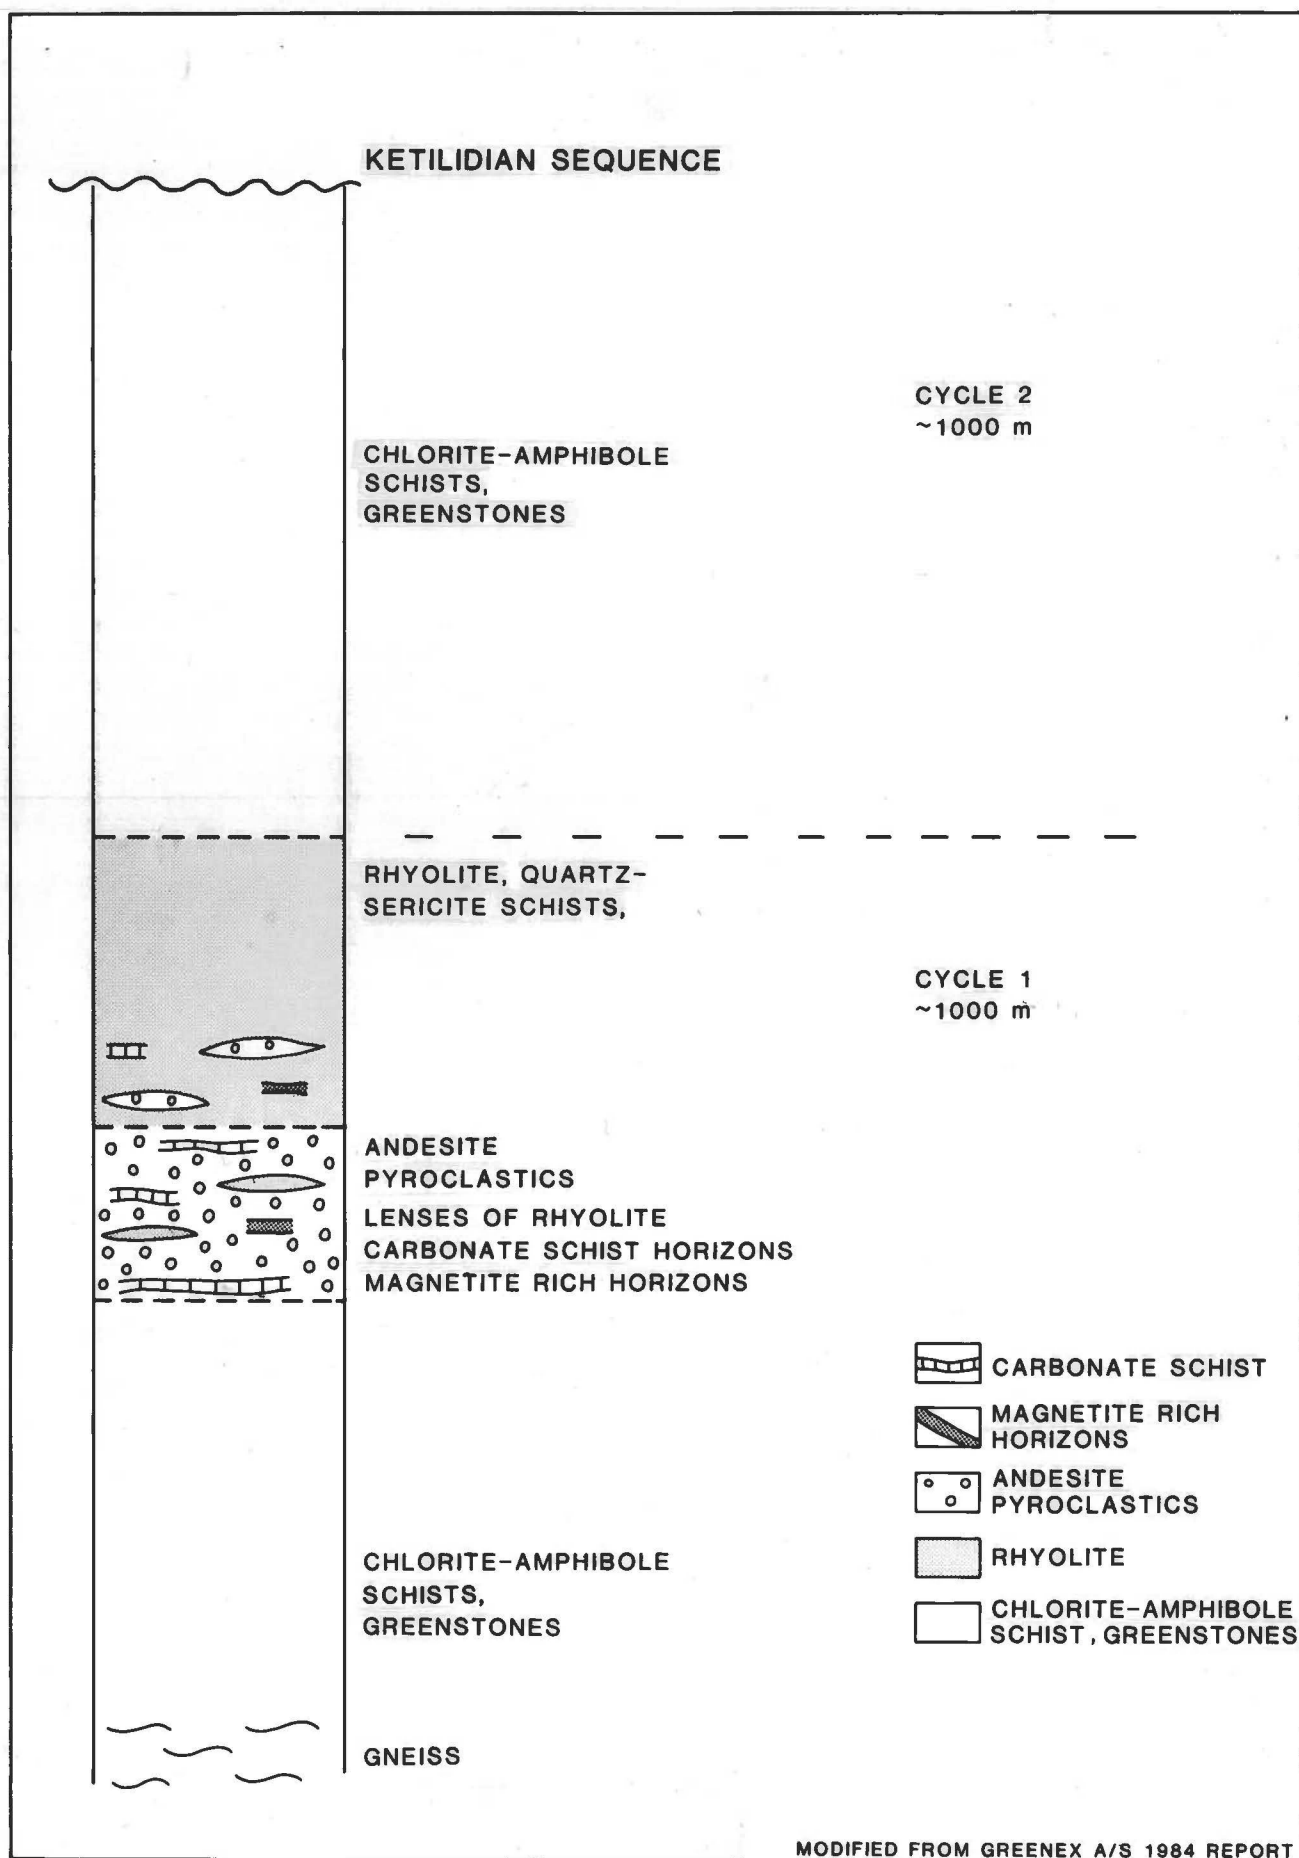 KETILIDIAN SEQUENCE
CYCLE 2
~1000 m
CHLORITE-AMPHIBOLE
SCHISTS,
GREENSTONES
RHYOLITE, QUARTZ-
SERICITE SCHISTS,
CYCLE 1
~1000 m
ANDESITE
PYROCLASTICS
LENSES OF RHYOLITE
CARBONATE SCHIST HORIZONS
MAGNETITE RICH HORIZONS
CARBONATE SCHIST
MAGNETITE RICH
HORIZONS
ANDESITE
PYROCLASTICS
RHYOLITE
CHLORITE-AMPHIBOLE
SCHIST, GREENSTONES
CHLORITE-AMPHIBOLE
SCHISTS,
GREENSTONES
GNEISS
MODIFIED FROM GREENEX A/S 1984 REPORT